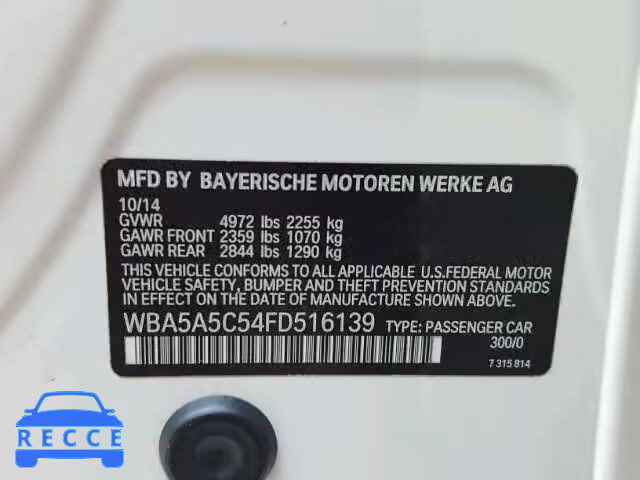 MFD BY BAYERISCHE MOTOREN WERKE AG
10/14
GVWR 4972 lbs 2255 kg
GAWR FRONT 2359 lbs 1070 kg
GAWR REAR 2844 lbs 1290 kg
THIS VEHICLE CONFORMS TO ALL APPLICABLE U.S.FEDERAL MOTOR
VEHICLE SAFETY, BUMPER AND THEFT PREVENTION
STANDARDS IN EFFECT ON THE DATE OF MANUFACTURE
SHOWN ABOVE.
WBA5A5C54FD516139 TYPE: PASSENGER CAR
300/0
7 315 814
RECCE